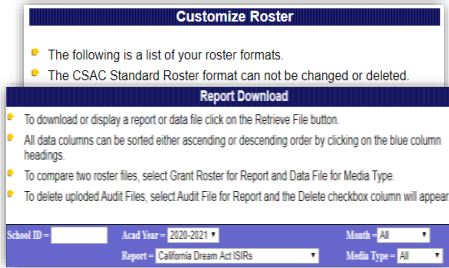 Customize Roster
The following is a list of your roster formats.
The CSAC Standard Roster format can not be changed or deleted.
Report Download
To download or display a report or data file click on the Retrieve File button.
All data columns can be sorted either ascending or descending order by clicking on the blue column
headings.
To compare two roster files, select Grant Roster for Report and Data File for Media Type.
To delete uploded Audit Files, select Audit File for Report and the Delete checkbox column will appear.
School ID = Acad Year = 2020-2021 Month = All
Report = California Dream Act ISIRs Media Type = All